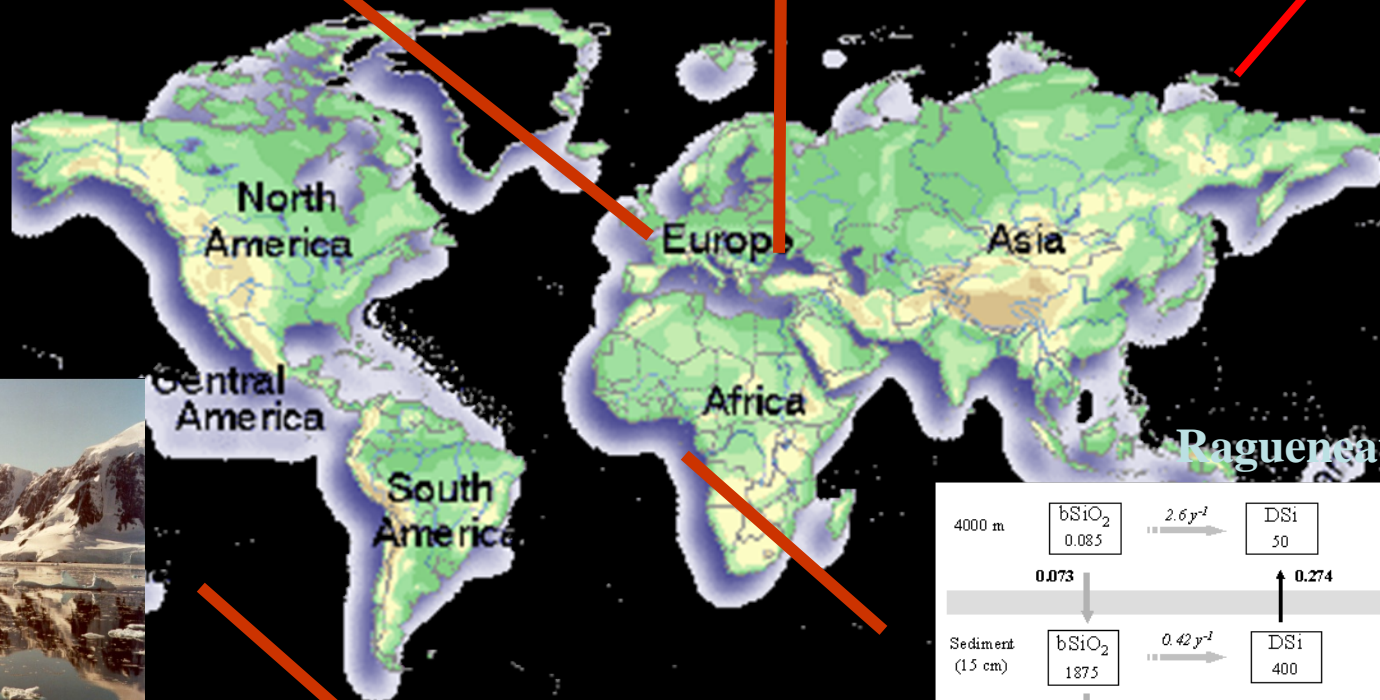 North
America
Europe
Asia
Central
America
Africa
South
America
4000 m
bSiO₂
0.085
2.6 y⁻¹
DSi
50
0.073
0.274
Sediment
(15 cm)
bSiO₂
1875
0.42 y⁻¹
DSi
400